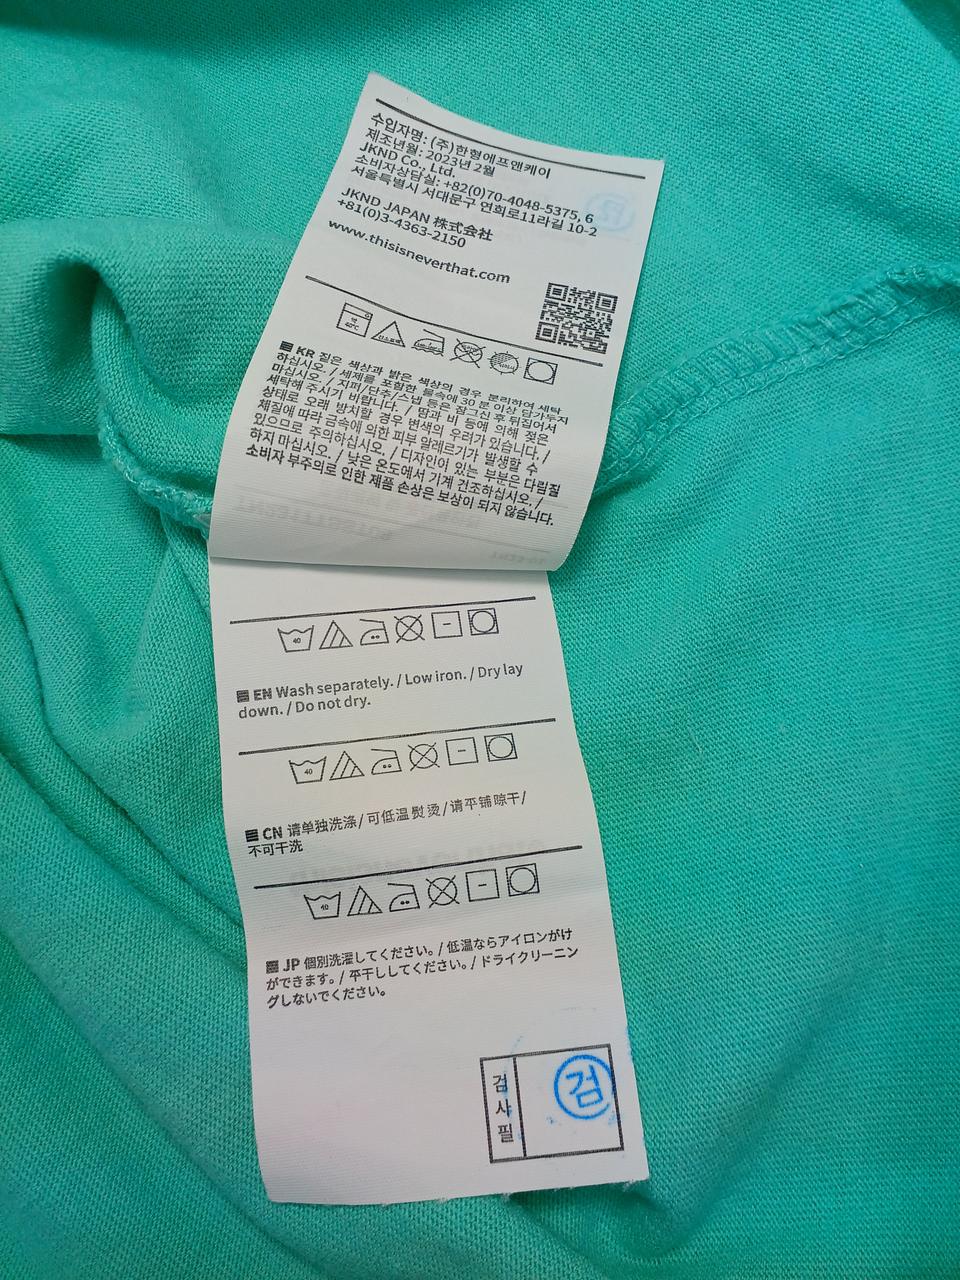 수입자명: (주)한형에프앤케이
제조년월: 2023년 2월
JKND Co., Ltd.
소비자상담실: +82(0)70-4048-5375, 6
서울특별시 서대문구 연희로11라길 10-2
JKND JAPAN 株式会社
+81(0)3-4363-2150
www.thisisneverthat.com
약
40℃
산소표백
KR 짙은 색상과 밝은 색상의 경우 분리하여 세탁
하십시오. / 세제를 포함한 물속에 30분 이상 담가두지
마십시오. / 지퍼/단추/스냅 등은 잠그신 후 뒤집어서
세탁해 주시기 바랍니다. / 땀과 비 등에 의해 젖은
상태로 오래 방치할 경우 변색의 우려가 있습니다. /
체질에 따라 금속에 의한 피부 알레르기가 발생할 수
있으므로 주의하십시오. / 디자인이 있는 부분은 다림질
하지 마십시오. / 낮은 온도에서 기계 건조하십시오. /
소비자 부주의로 인한 제품 손상은 보상이 되지 않습니다.
40
EN Wash separately. / Low iron. / Dry lay
down. / Do not dry.
40
CN 请单独洗涤/可低温熨烫/请平铺晾干/
不可干洗
40
JP 個別洗濯してください。/ 低温ならアイロンがけ
ができます。/ 平干ししてください。/ ドライクリーニン
グしないでください。
검사필
검